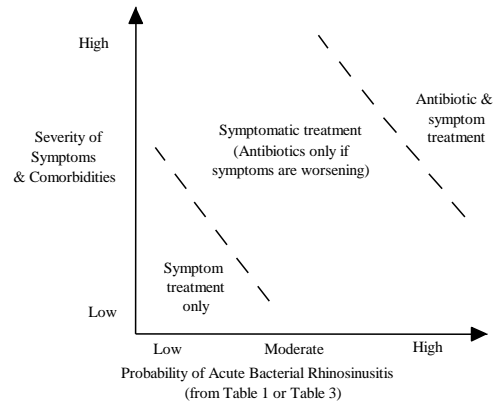 High
Severity of
Symptoms
& Comorbidities
Low
Antibiotic &
symptom
treatment
Symptomatic treatment
(Antibiotics only if
symptoms are worsening)
Symptom
treatment
only
Low
Moderate
High
Probability of Acute Bacterial Rhinosinusitis
(from Table 1 or Table 3)